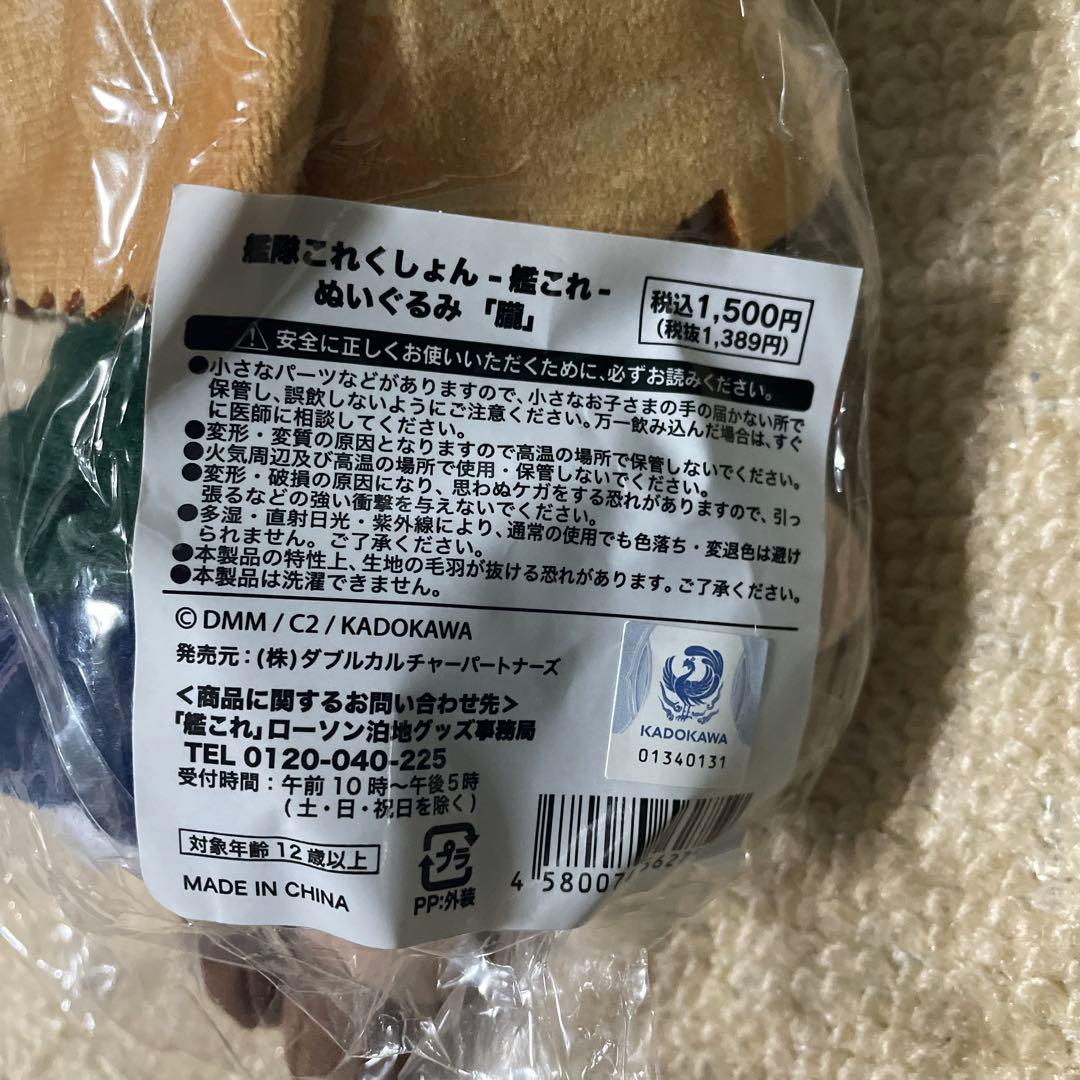 艦隊これくしょん - 艦これ -
ぬいぐるみ 「朧」
税込1,500円
(税抜1,389円)
安全に正しくお使いいただくために、必ずお読みください。
●小さなパーツなどがありますので、小さなお子さまの手の届かない所で
保管し、誤飲しないようにご注意ください。万一飲み込んだ場合は、すぐ
に医師に相談してください。
●変形・変質の原因となりますので高温の場所で保管しないでください。
●火気周辺及び高温の場所で使用・保管しないでください。
●変形・破損の原因になり、思わぬケガをする恐れがありますので、引っ
張るなどの強い衝撃を与えないでください。
●多湿・直射日光・紫外線により、通常の使用でも色落ち・変退色は避け
られません。ご了承ください。
●本製品の特性上、生地の毛羽が抜ける恐れがあります。ご了承ください。
●本製品は洗濯できません。
© DMM / C2 / KADOKAWA
発売元:(株)ダブルカルチャーパートナーズ
<商品に関するお問い合わせ先>
「艦これ」ローソン泊地グッズ事務局
TEL 0120-040-225
受付時間:午前10時〜午後5時
(土・日・祝日を除く)
KADOKAWA
01340131
対象年齢12歳以上
MADE IN CHINA
プラ
PP:外装